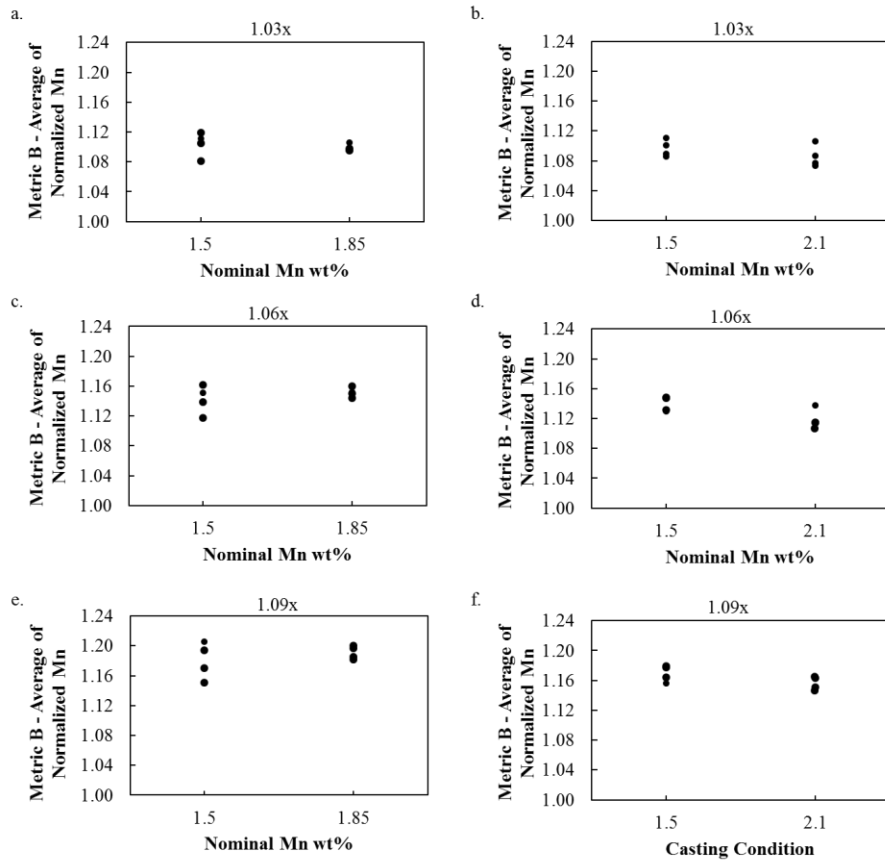 a.
1.03x
Metric B - Average of
Normalized Mn
1.24
1.20
1.16
1.12
1.08
1.04
1.00
1.5 1.85
Nominal Mn wt%
b.
1.03x
Metric B - Average of
Normalized Mn
1.24
1.20
1.16
1.12
1.08
1.04
1.00
1.5 2.1
Nominal Mn wt%
c.
1.06x
Metric B - Average of
Normalized Mn
1.24
1.20
1.16
1.12
1.08
1.04
1.00
1.5 1.85
Nominal Mn wt%
d.
1.06x
Metric B - Average of
Normalized Mn
1.24
1.20
1.16
1.12
1.08
1.04
1.00
1.5 2.1
Nominal Mn wt%
e.
1.09x
Metric B - Average of
Normalized Mn
1.24
1.20
1.16
1.12
1.08
1.04
1.00
1.5 1.85
Nominal Mn wt%
f.
1.09x
Metric B - Average of
Normalized Mn
1.24
1.20
1.16
1.12
1.08
1.04
1.00
1.5 2.1
Casting Condition